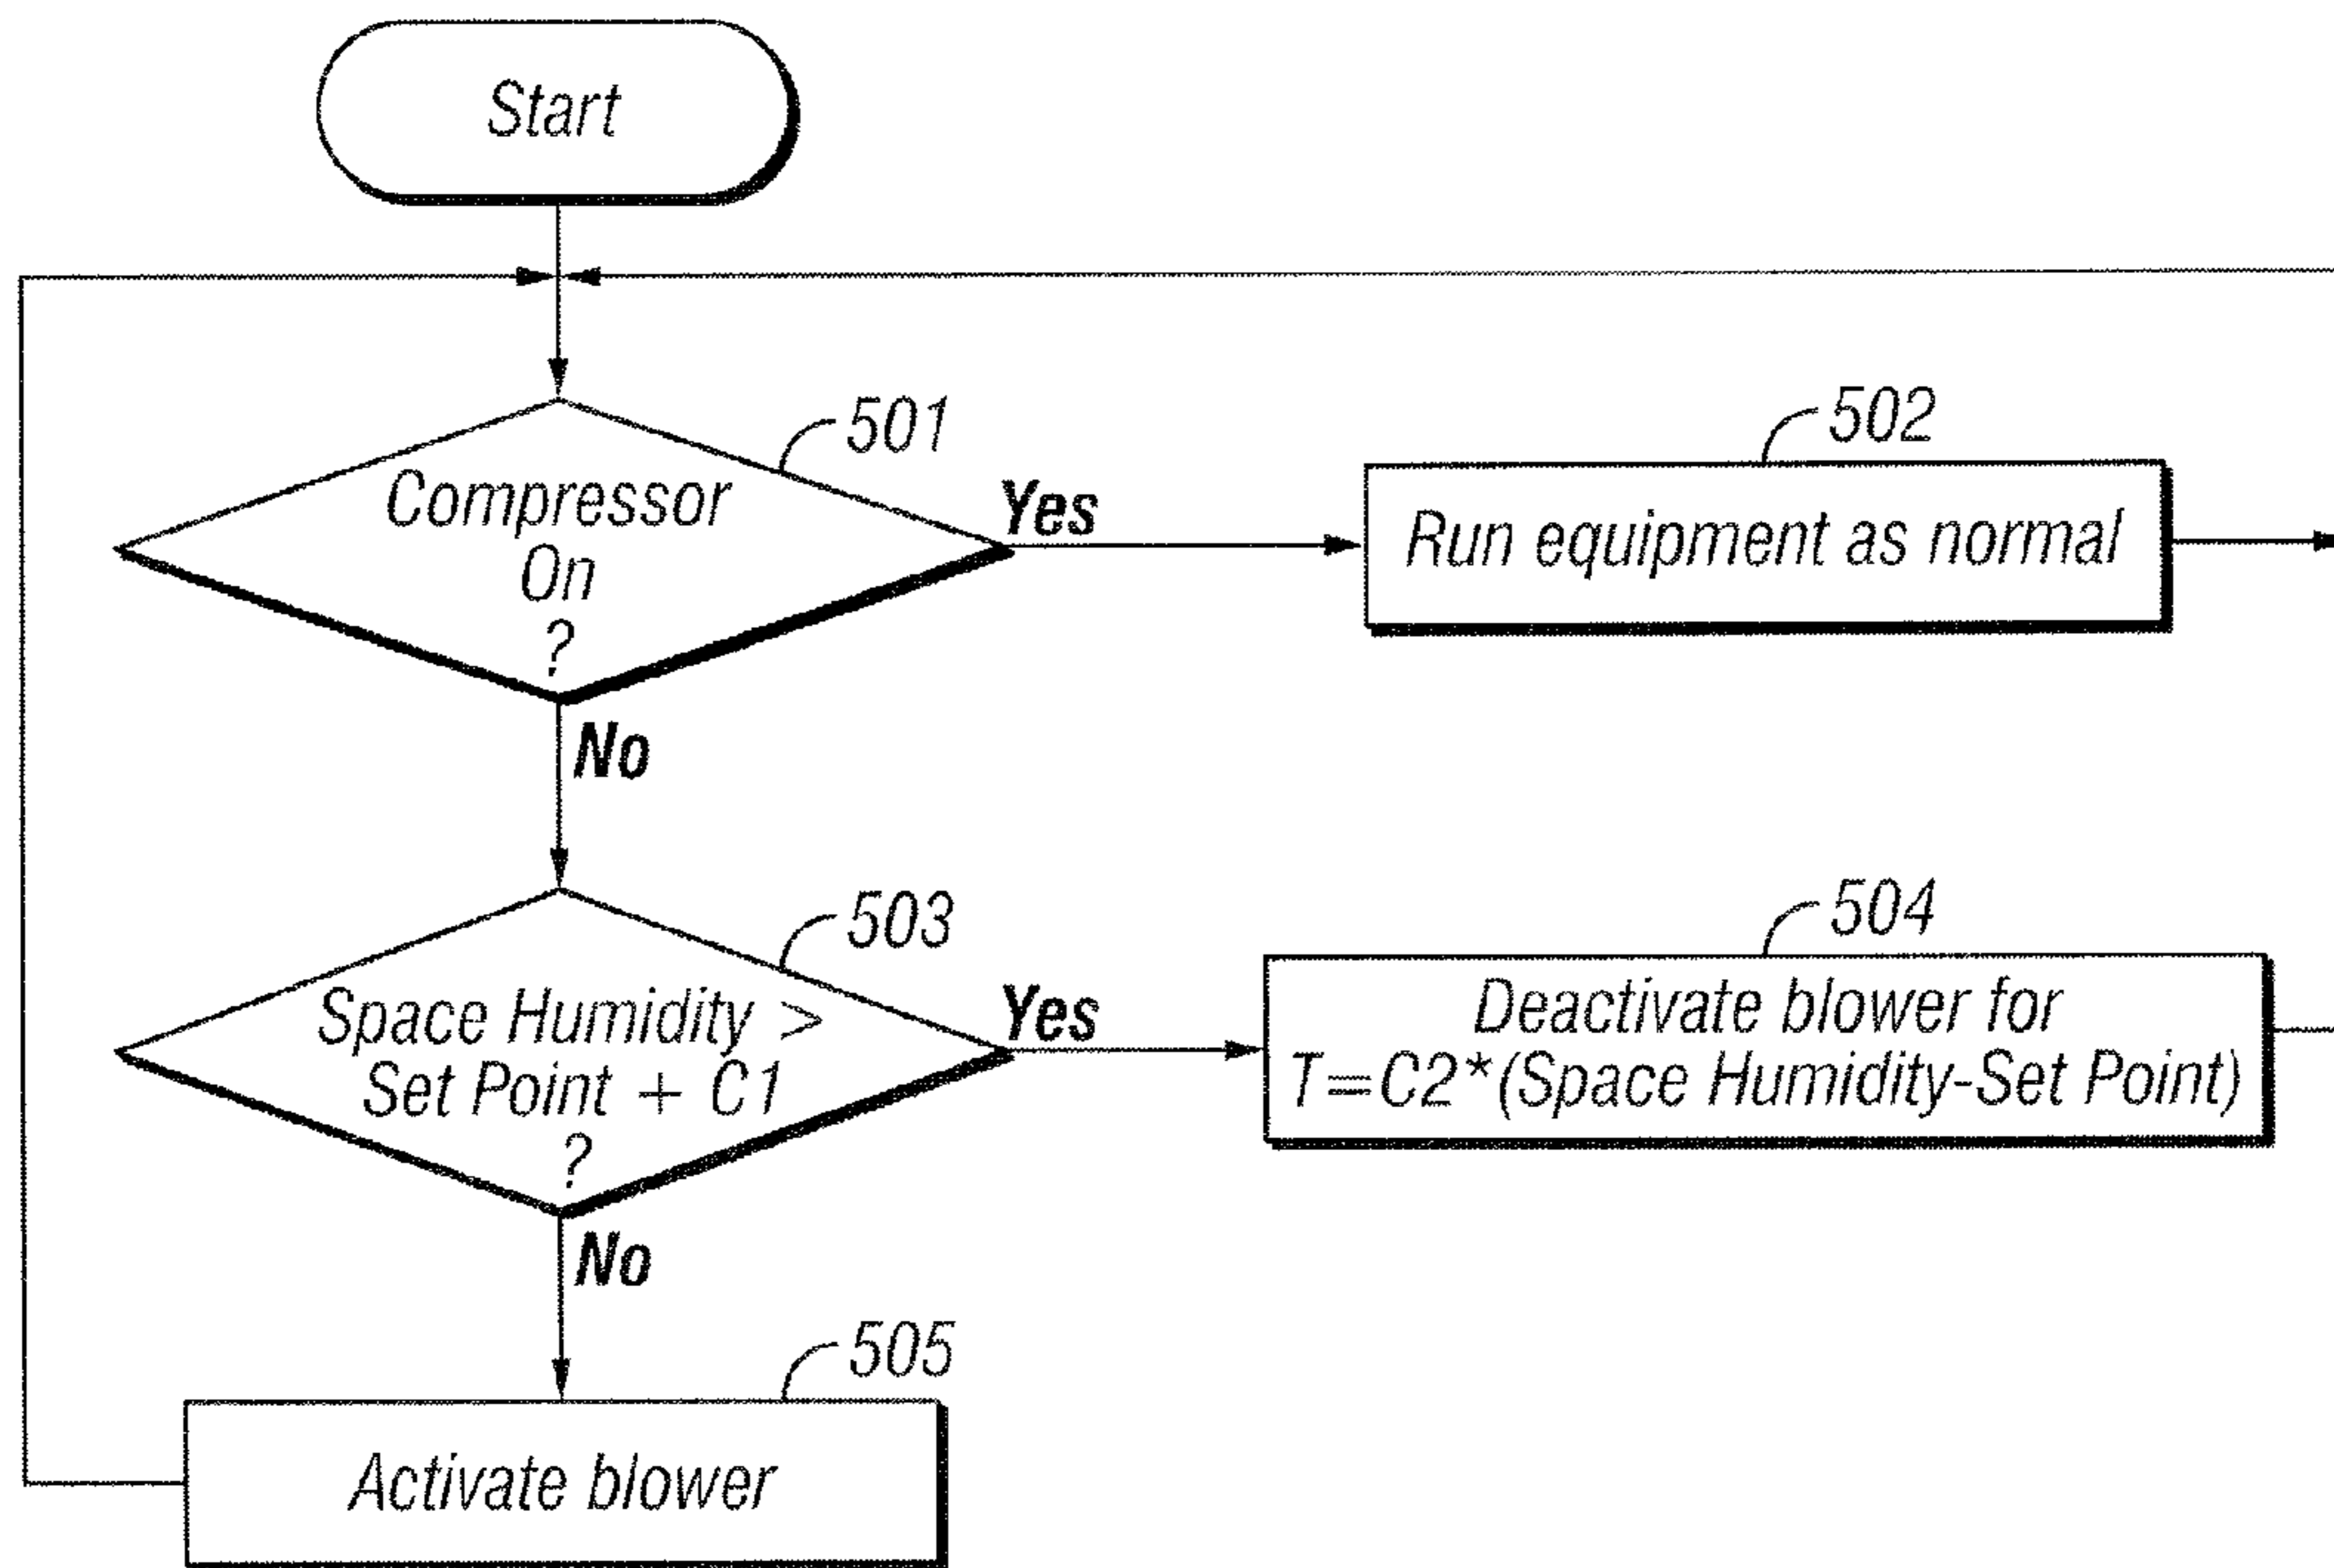 Start
501
Compressor
On
?
Yes
502
Run equipment as normal
No
503
Space Humidity >
Set Point + C1
?
Yes
504
Deactivate blower for
T=C2*(Space Humidity-Set Point)
No
505
Activate blower